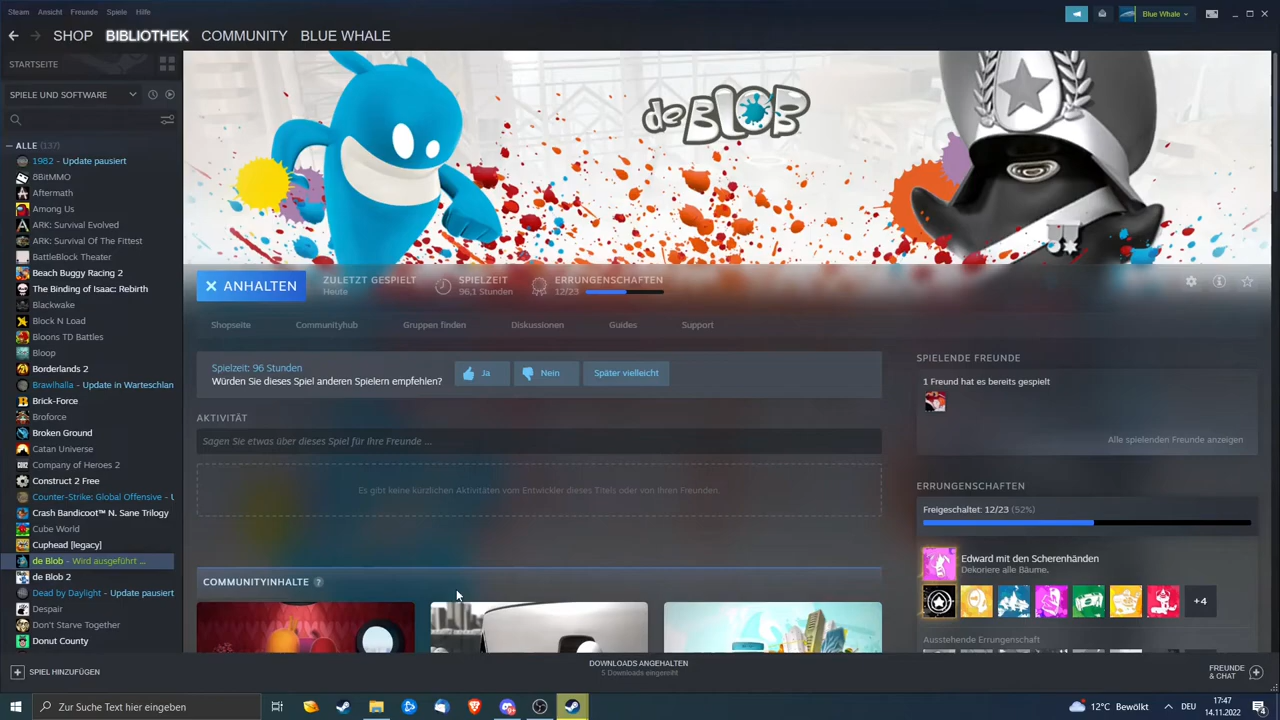 Steam Ansicht Freunde Spiele Hilfe
Blue Whale
SHOP BIBLIOTHEK COMMUNITY BLUE WHALE
STARTSEITE
SPIELE UND SOFTWARE
ALLE (137)
1982 - Update pausiert
8BitMMO
Aftermath
Among Us
ARK: Survival Evolved
ARK: Survival Of The Fittest
BattleBlock Theater
Beach Buggy Racing 2
The Binding of Isaac: Rebirth
Blackwake
Block N Load
Bloons TD Battles
Bloop
Borderlands 2
Brawlhalla - Update in Warteschlan
Brick-Force
Broforce
Broken Ground
Catan Universe
Company of Heroes 2
Construct 2 Free
Counter-Strike: Global Offensive - U
Crash Bandicoot™ N. Sane Trilogy
Cube World
Cuphead [legacy]
de Blob - Wird ausgeführt ...
de Blob 2
Dead by Daylight - Update pausiert
Despair
Don't Starve Together
Donut County
SPIEL HINZUFÜGEN
de BLOB
ANHALTEN
ZULETZT GESPIELT
Heute
SPIELZEIT
96,1 Stunden
ERRUNGENSCHAFTEN
12/23
Shopseite Communityhub Gruppen finden Diskussionen Guides Support
Spielzeit: 96 Stunden
Würden Sie dieses Spiel anderen Spielern empfehlen?
Ja Nein Später vielleicht
AKTIVITÄT
Sagen Sie etwas über dieses Spiel für Ihre Freunde ...
Es gibt keine kürzlichen Aktivitäten vom Entwickler dieses Titels oder von Ihren Freunden.
COMMUNITYINHALTE ?
SPIELENDE FREUNDE
1 Freund hat es bereits gespielt
Alle spielenden Freunde anzeigen
ERRUNGENSCHAFTEN
Freigeschaltet: 12/23 (52%)
Edward mit den Scherenhänden
Dekoriere alle Bäume.
+4
Ausstehende Errungenschaft
DOWNLOADS ANGEHALTEN
5 Downloads eingereiht
FREUNDE
& CHAT
Zur Suche Text hier eingeben
12°C Bewölkt
DEU
17:47
14.11.2022
4